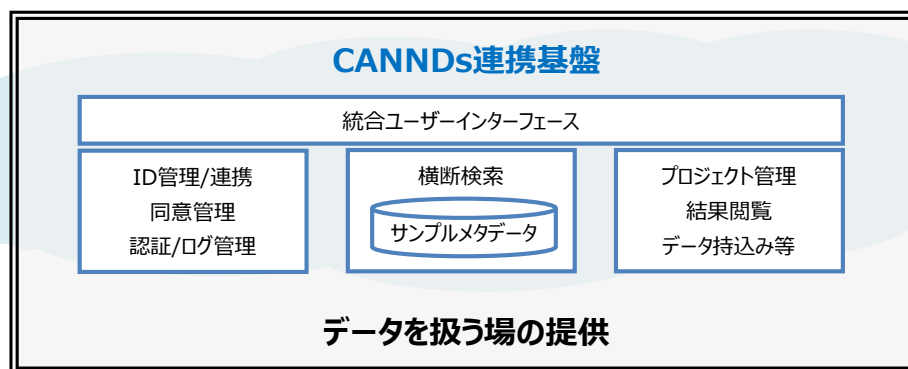 CANNDs連携基盤
統合ユーザーインターフェース
ID管理/連携
同意管理
認証/ログ管理
横断検索
サンプルメタデータ
プロジェクト管理
結果閲覧
データ持込み等
データを扱う場の提供